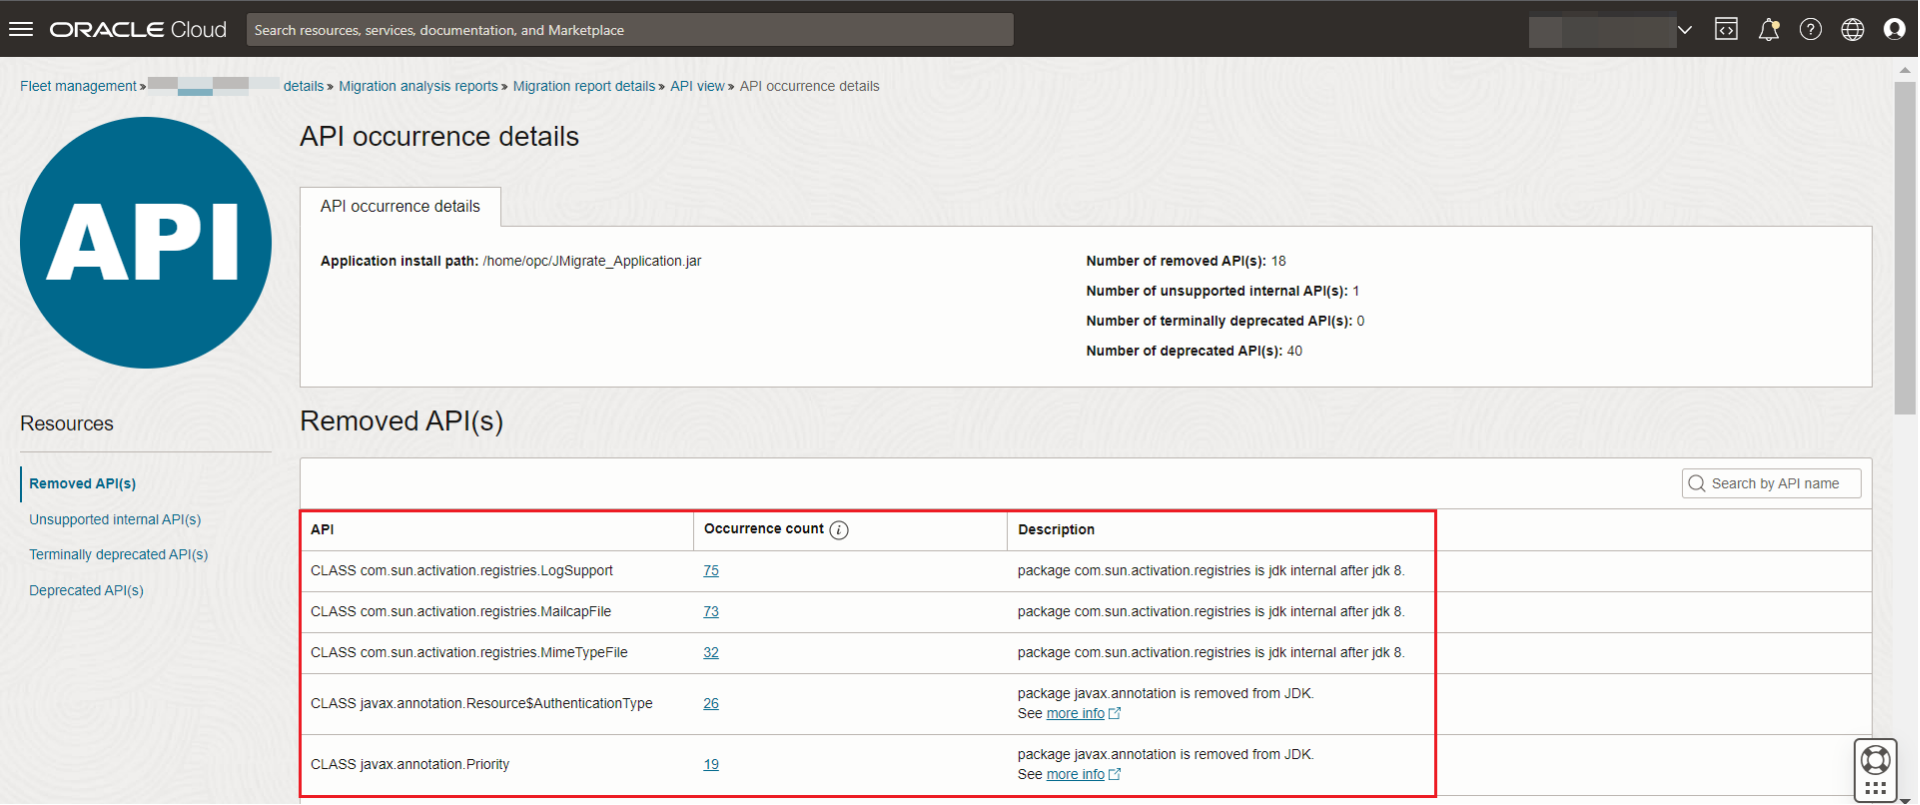 ORACLE Cloud
Search resources, services, documentation, and Marketplace
Fleet management » details » Migration analysis reports » Migration report details » API view » API occurrence details
API
API occurrence details
API occurrence details
Application install path: /home/opc/JMigrate_Application.jar
Number of removed API(s): 18
Number of unsupported internal API(s): 1
Number of terminally deprecated API(s): 0
Number of deprecated API(s): 40
Resources
Removed API(s)
Unsupported internal API(s)
Terminally deprecated API(s)
Deprecated API(s)
Removed API(s)
Search by API name
API Occurrence count i Description
CLASS com.sun.activation.registries.LogSupport 75 package com.sun.activation.registries is jdk internal after jdk 8.
CLASS com.sun.activation.registries.MailcapFile 73 package com.sun.activation.registries is jdk internal after jdk 8.
CLASS com.sun.activation.registries.MimeTypeFile 32 package com.sun.activation.registries is jdk internal after jdk 8.
CLASS javax.annotation.Resource$AuthenticationType 26 package javax.annotation is removed from JDK.
See more info
CLASS javax.annotation.Priority 19 package javax.annotation is removed from JDK.
See more info